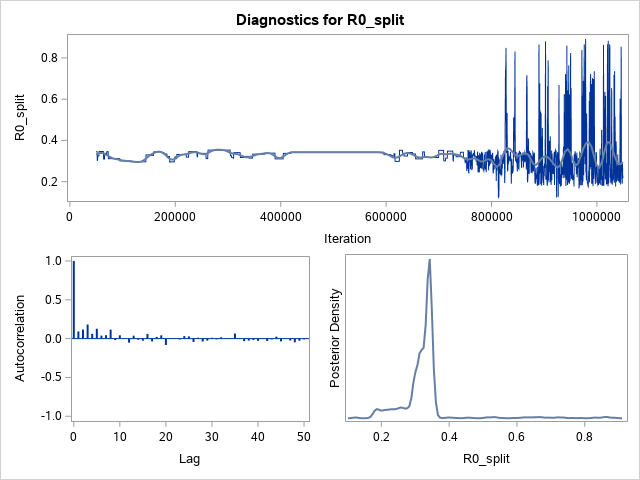 Diagnostics for R0_split
R0_split
0.8
0.6
0.4
0.2
0 200000 400000 600000 800000 1000000
Iteration
Autocorrelation
1.0
0.5
0.0
-0.5
-1.0
0 10 20 30 40 50
Lag
Posterior Density
0.2 0.4 0.6 0.8
R0_split